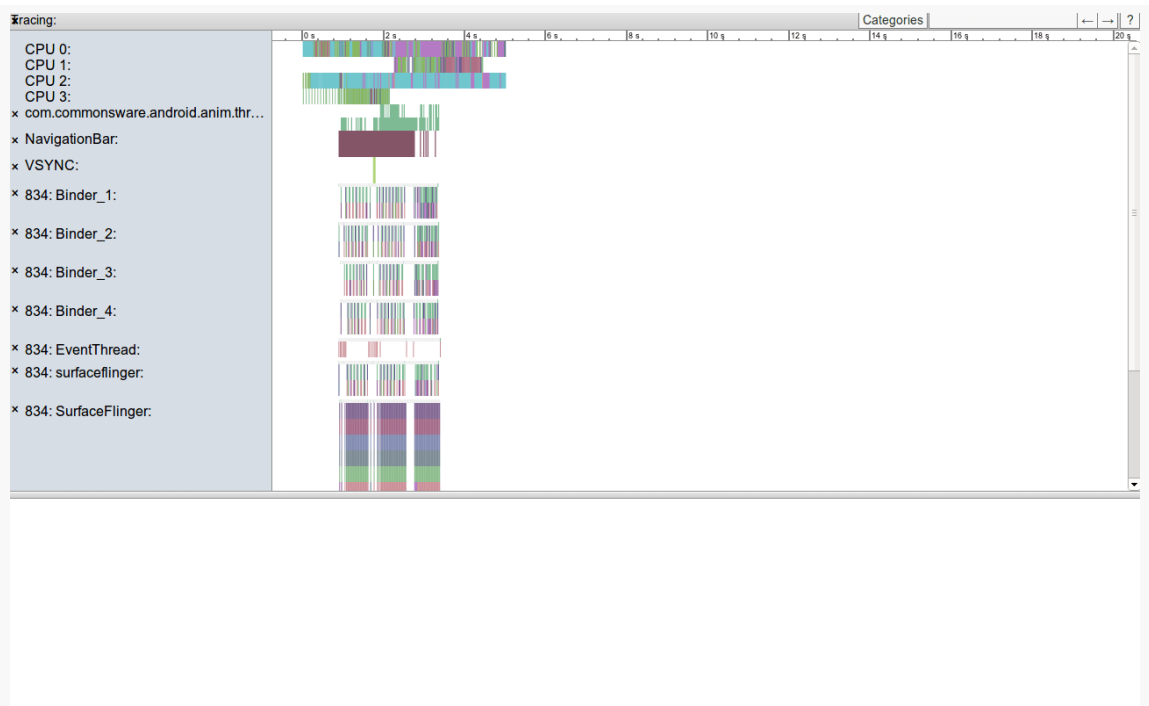 Tracing: Categories ← → ?
0 s 2 s 4 s 6 s 8 s 10 s 12 s 14 s 16 s 18 s 20 s
CPU 0:
CPU 1:
CPU 2:
CPU 3:
× com.commonsware.android.anim.thr…
× NavigationBar:
× VSYNC:
× 834: Binder_1:
× 834: Binder_2:
× 834: Binder_3:
× 834: Binder_4:
× 834: EventThread:
× 834: surfaceflinger:
× 834: SurfaceFlinger: